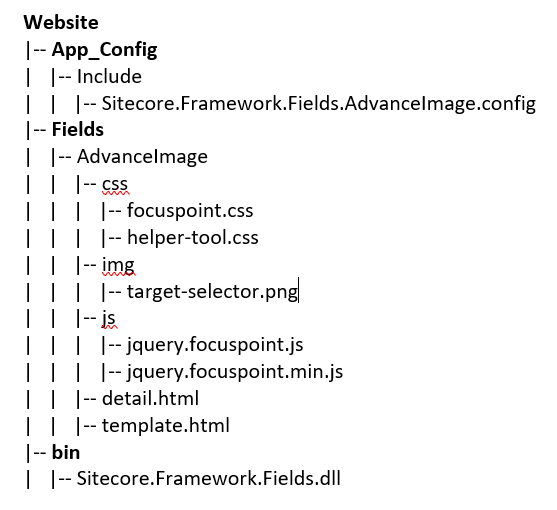 Website
|-- App_Config
|   |-- Include
|   |   |-- Sitecore.Framework.Fields.AdvanceImage.config
|-- Fields
|   |-- AdvanceImage
|   |   |-- css
|   |   |   |-- focuspoint.css
|   |   |   |-- helper-tool.css
|   |   |-- img
|   |   |   |-- target-selector.png
|   |   |-- js
|   |   |   |-- jquery.focuspoint.js
|   |   |   |-- jquery.focuspoint.min.js
|   |   |-- detail.html
|   |   |-- template.html
|-- bin
|   |-- Sitecore.Framework.Fields.dll